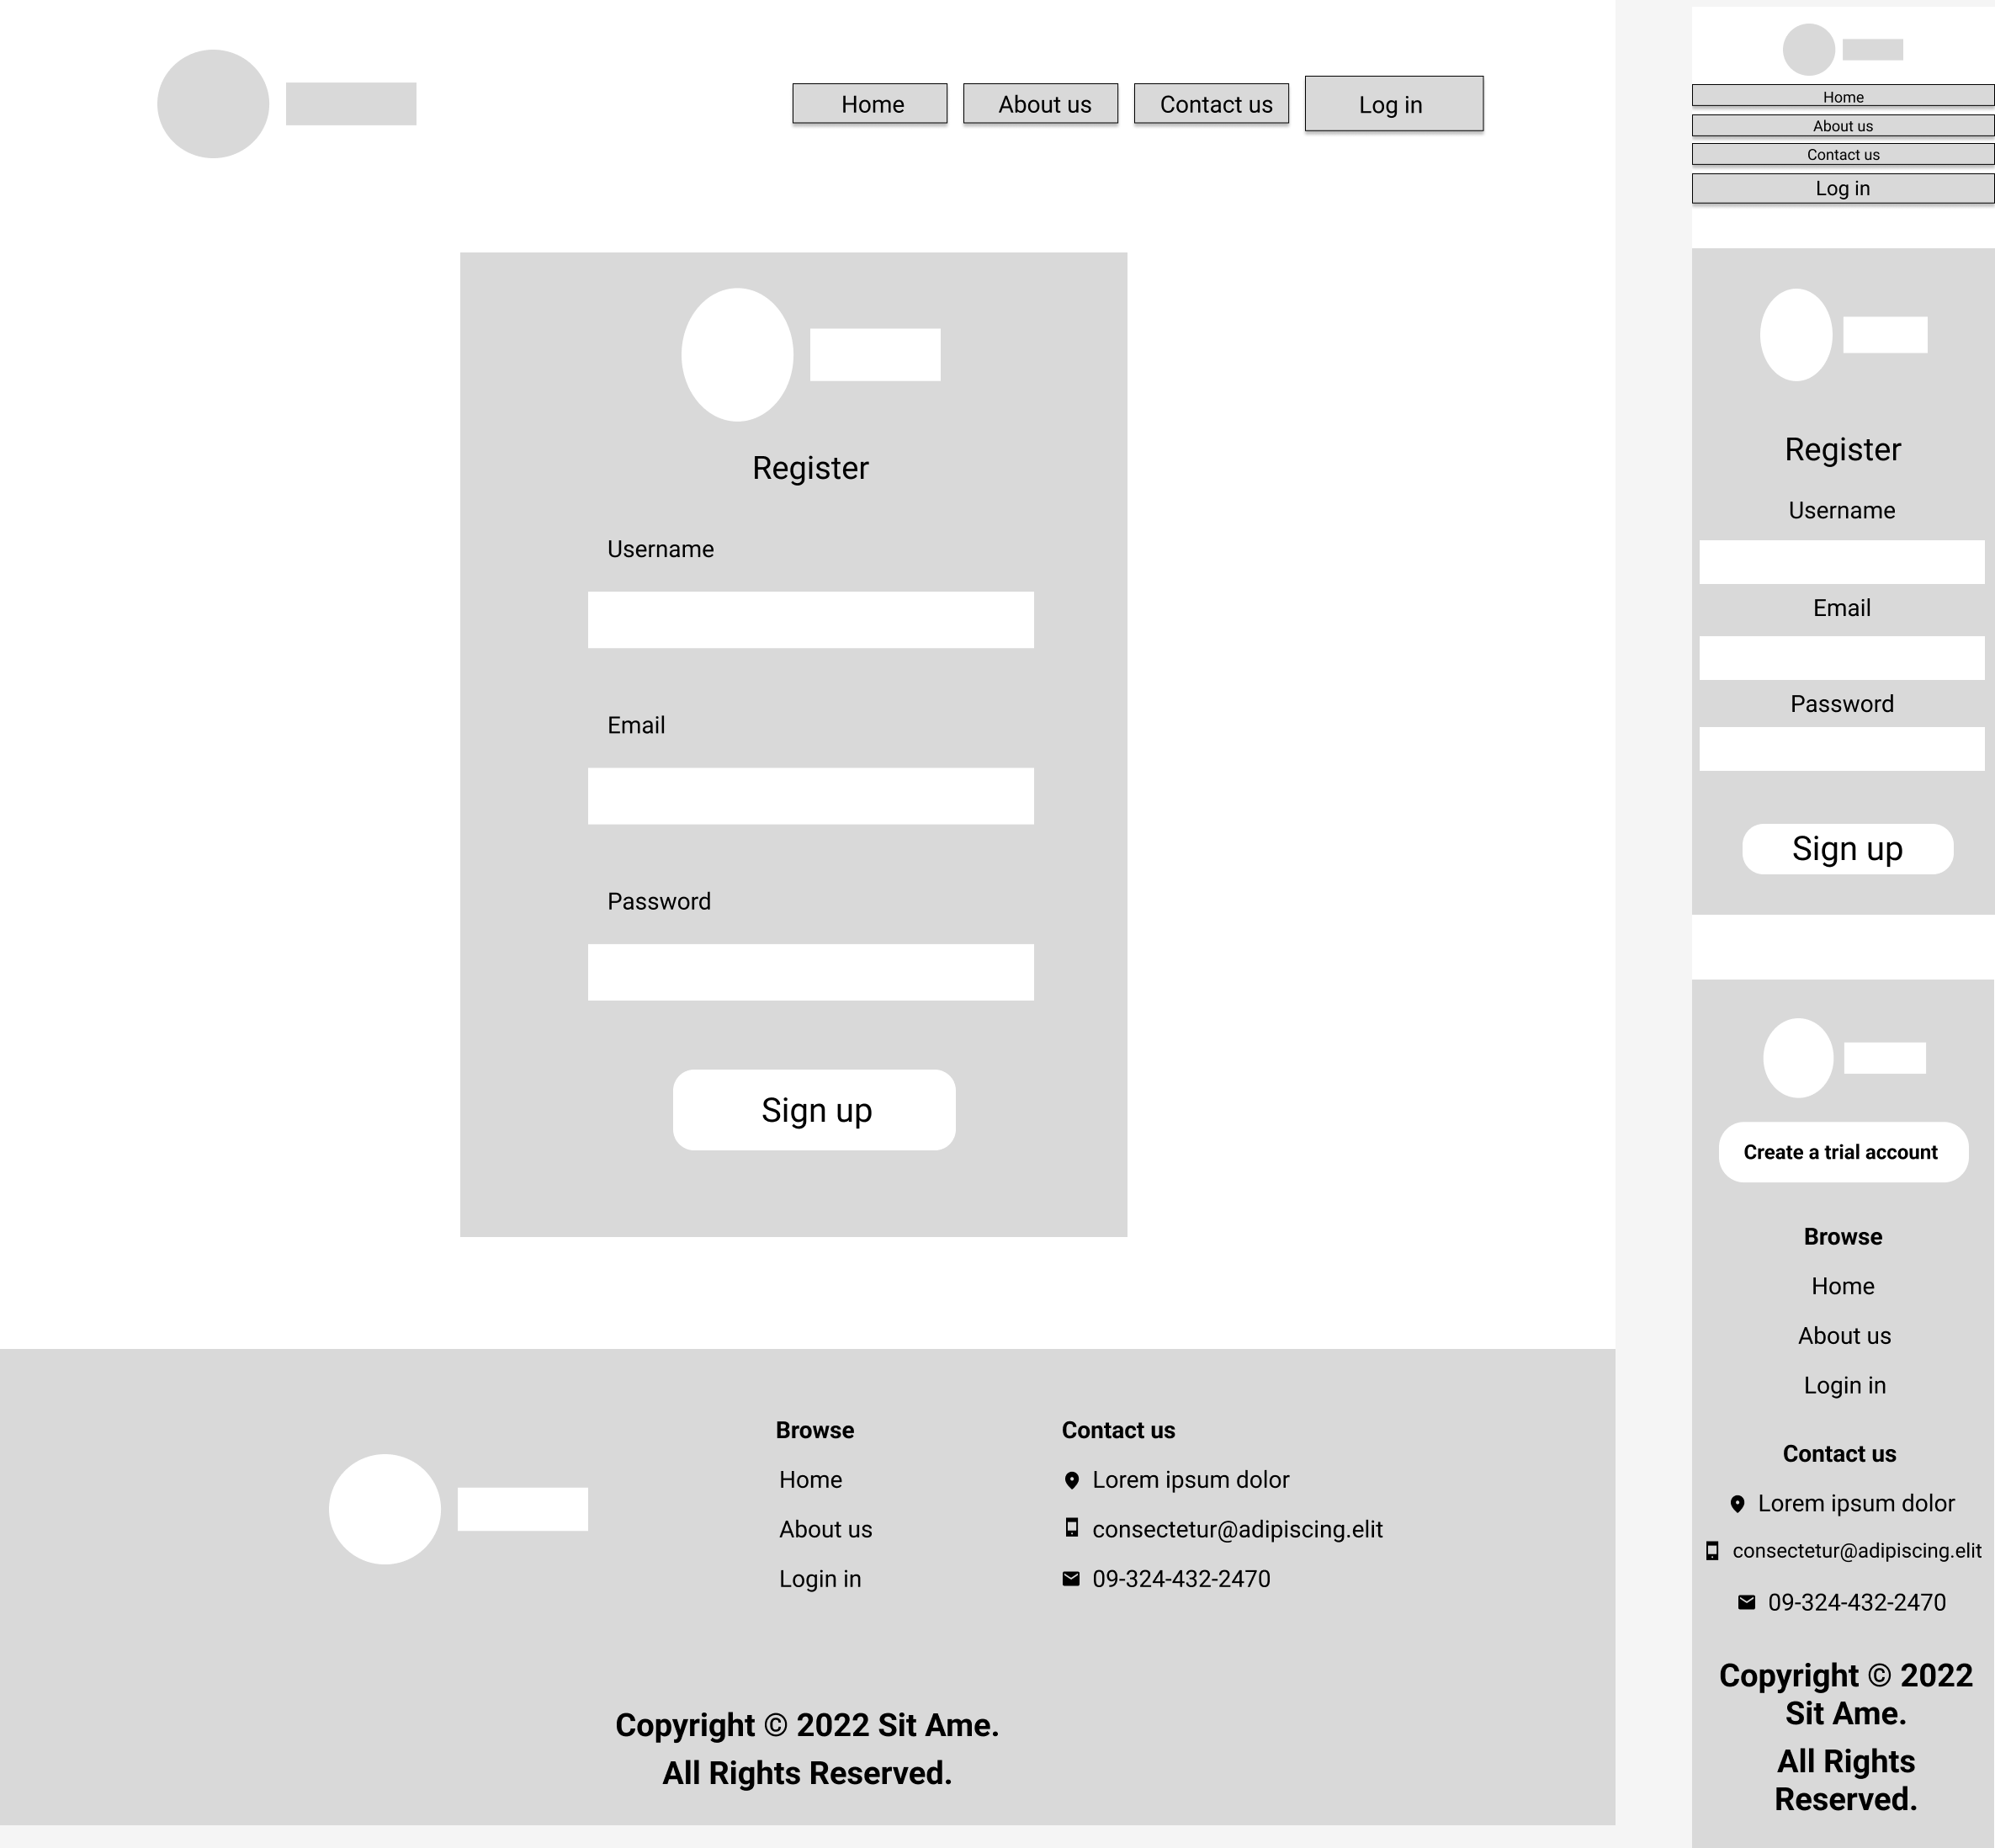 Home
About us
Contact us
Log in
Register
Username
Email
Password
Sign up
Browse
Home
About us
Login in
Contact us
Lorem ipsum dolor
consectetur@adipiscing.elit
09-324-432-2470
Copyright © 2022 Sit Ame.
All Rights Reserved.
Home
About us
Contact us
Log in
Register
Username
Email
Password
Sign up
Create a trial account
Browse
Home
About us
Login in
Contact us
Lorem ipsum dolor
consectetur@adipiscing.elit
09-324-432-2470
Copyright © 2022
Sit Ame.
All Rights
Reserved.